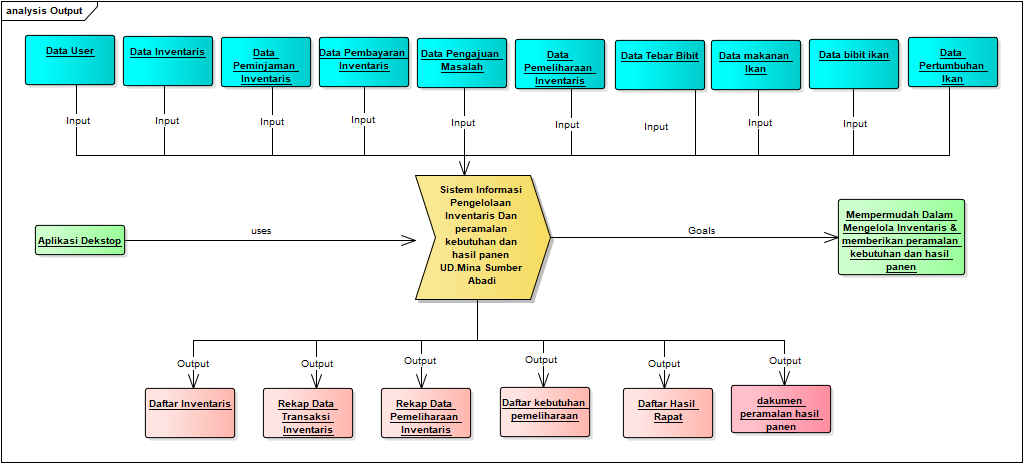 analysis Output
Data User
Data Inventaris
Data
Peminjaman
Inventaris
Data Pembayaran
Inventaris
Data Pengajuan
Masalah
Data
Pemeliharaan
Inventaris
Data Tebar Bibit
Data makanan
Ikan
Data bibit ikan
Data
Pertumbuhan
Ikan
Input
Input
Input
Input
Input
Input
Input
Input
Input
Aplikasi Dekstop
uses
Sistem Informasi
Pengelolaan
Inventaris Dan
peramalan
kebutuhan dan
hasil panen
UD.Mina Sumber
Abadi
Goals
Mempermudah Dalam
Mengelola Inventaris &
memberikan peramalan
kebutuhan dan hasil
panen
Output
Output
Output
Output
Output
Output
Daftar Inventaris
Rekap Data
Transaksi
Inventaris
Rekap Data
Pemeliharaan
Inventaris
Daftar kebutuhan
pemeliharaan
Daftar Hasil
Rapat
dakumen
peramalan hasil
panen